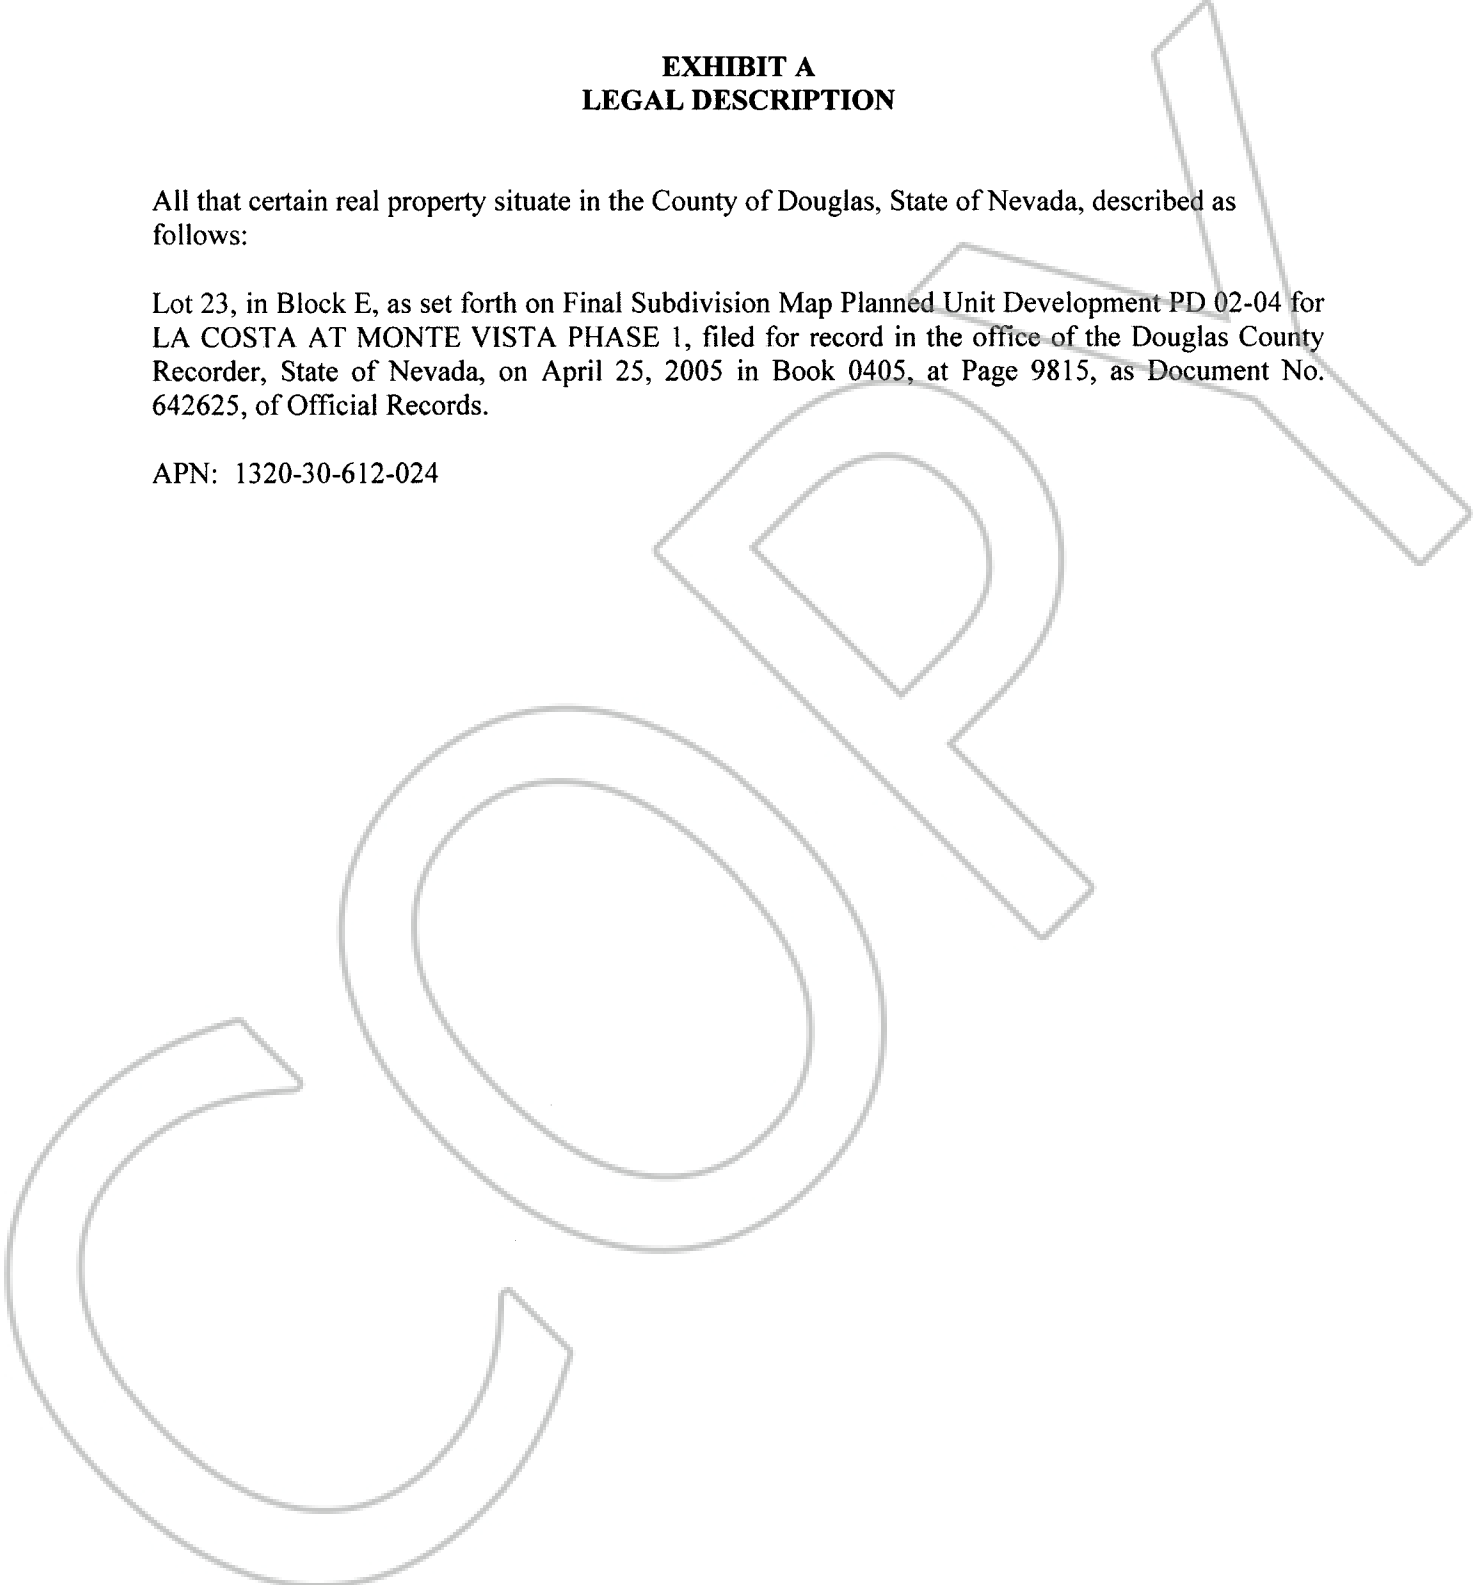 EXHIBIT A
LEGAL DESCRIPTION
All that certain real property situate in the County of Douglas, State of Nevada, described as
follows:
Lot 23, in Block E, as set forth on Final Subdivision Map Planned Unit Development PD 02-04 for
LA COSTA AT MONTE VISTA PHASE 1, filed for record in the office of the Douglas County
Recorder, State of Nevada, on April 25, 2005 in Book 0405, at Page 9815, as Document No.
642625, of Official Records.
APN: 1320-30-612-024
COPY